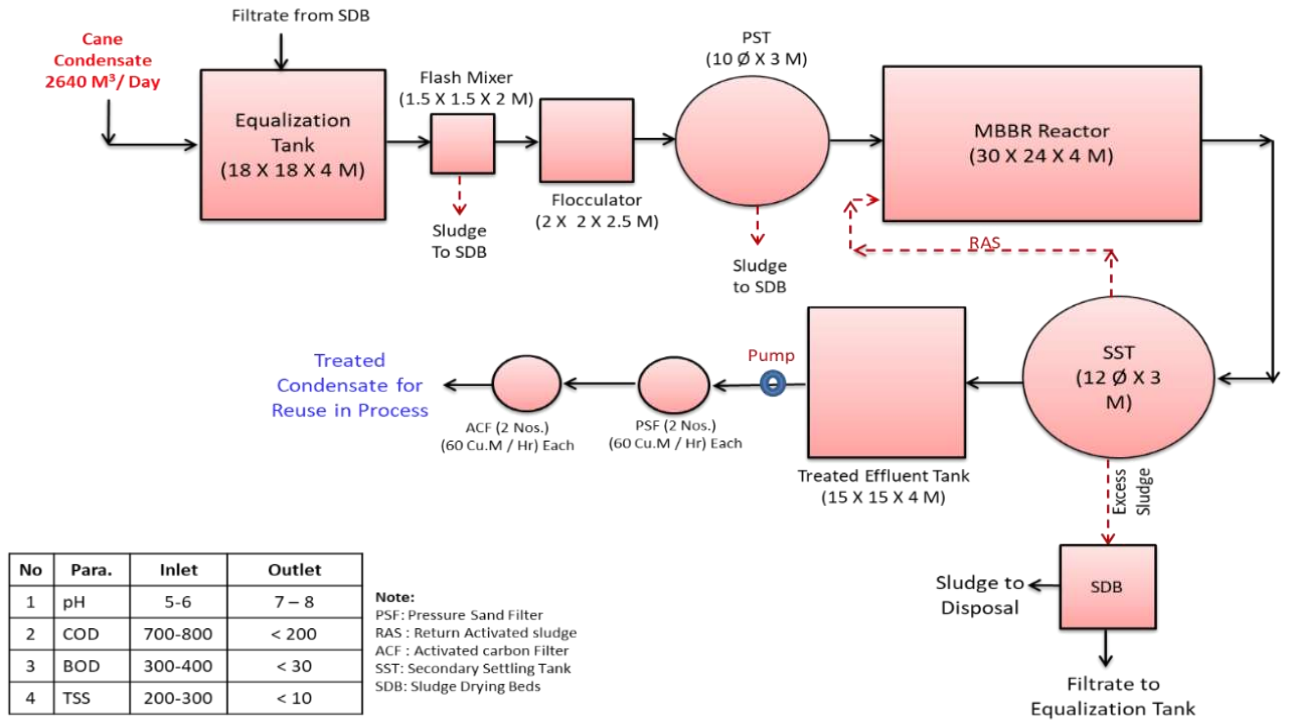 Filtrate from SDB
Cane
Condensate
2640 M³/ Day
Equalization
Tank
(18 X 18 X 4 M)
Flash Mixer
(1.5 X 1.5 X 2 M)
Sludge
To SDB
Flocculator
(2 X 2 X 2.5 M)
PST
(10 Ø X 3 M)
Sludge
to SDB
MBBR Reactor
(30 X 24 X 4 M)
RAS
SST
(12 Ø X 3
M)
Treated Effluent Tank
(15 X 15 X 4 M)
Pump
PSF (2 Nos.)
(60 Cu.M / Hr) Each
ACF (2 Nos.)
(60 Cu.M / Hr) Each
Treated
Condensate for
Reuse in Process
Excess
Sludge
SDB
Sludge to
Disposal
Filtrate to
Equalization Tank
No Para. Inlet Outlet
1 pH 5-6 7 – 8
2 COD 700-800 < 200
3 BOD 300-400 < 30
4 TSS 200-300 < 10
Note:
PSF: Pressure Sand Filter
RAS : Return Activated sludge
ACF : Activated carbon Filter
SST: Secondary Settling Tank
SDB: Sludge Drying Beds